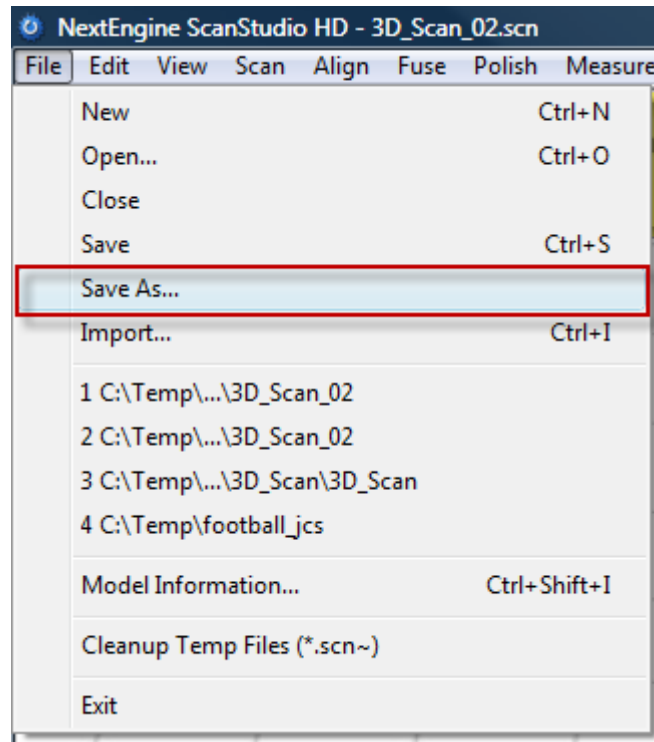 NextEngine ScanStudio HD - 3D_Scan_02.scn
File Edit View Scan Align Fuse Polish Measure
New Ctrl+N
Open... Ctrl+O
Close
Save Ctrl+S
Save As...
Import... Ctrl+I
1 C:\Temp\...\3D_Scan_02
2 C:\Temp\...\3D_Scan_02
3 C:\Temp\...\3D_Scan\3D_Scan
4 C:\Temp\football_jcs
Model Information... Ctrl+Shift+I
Cleanup Temp Files (*.scn~)
Exit